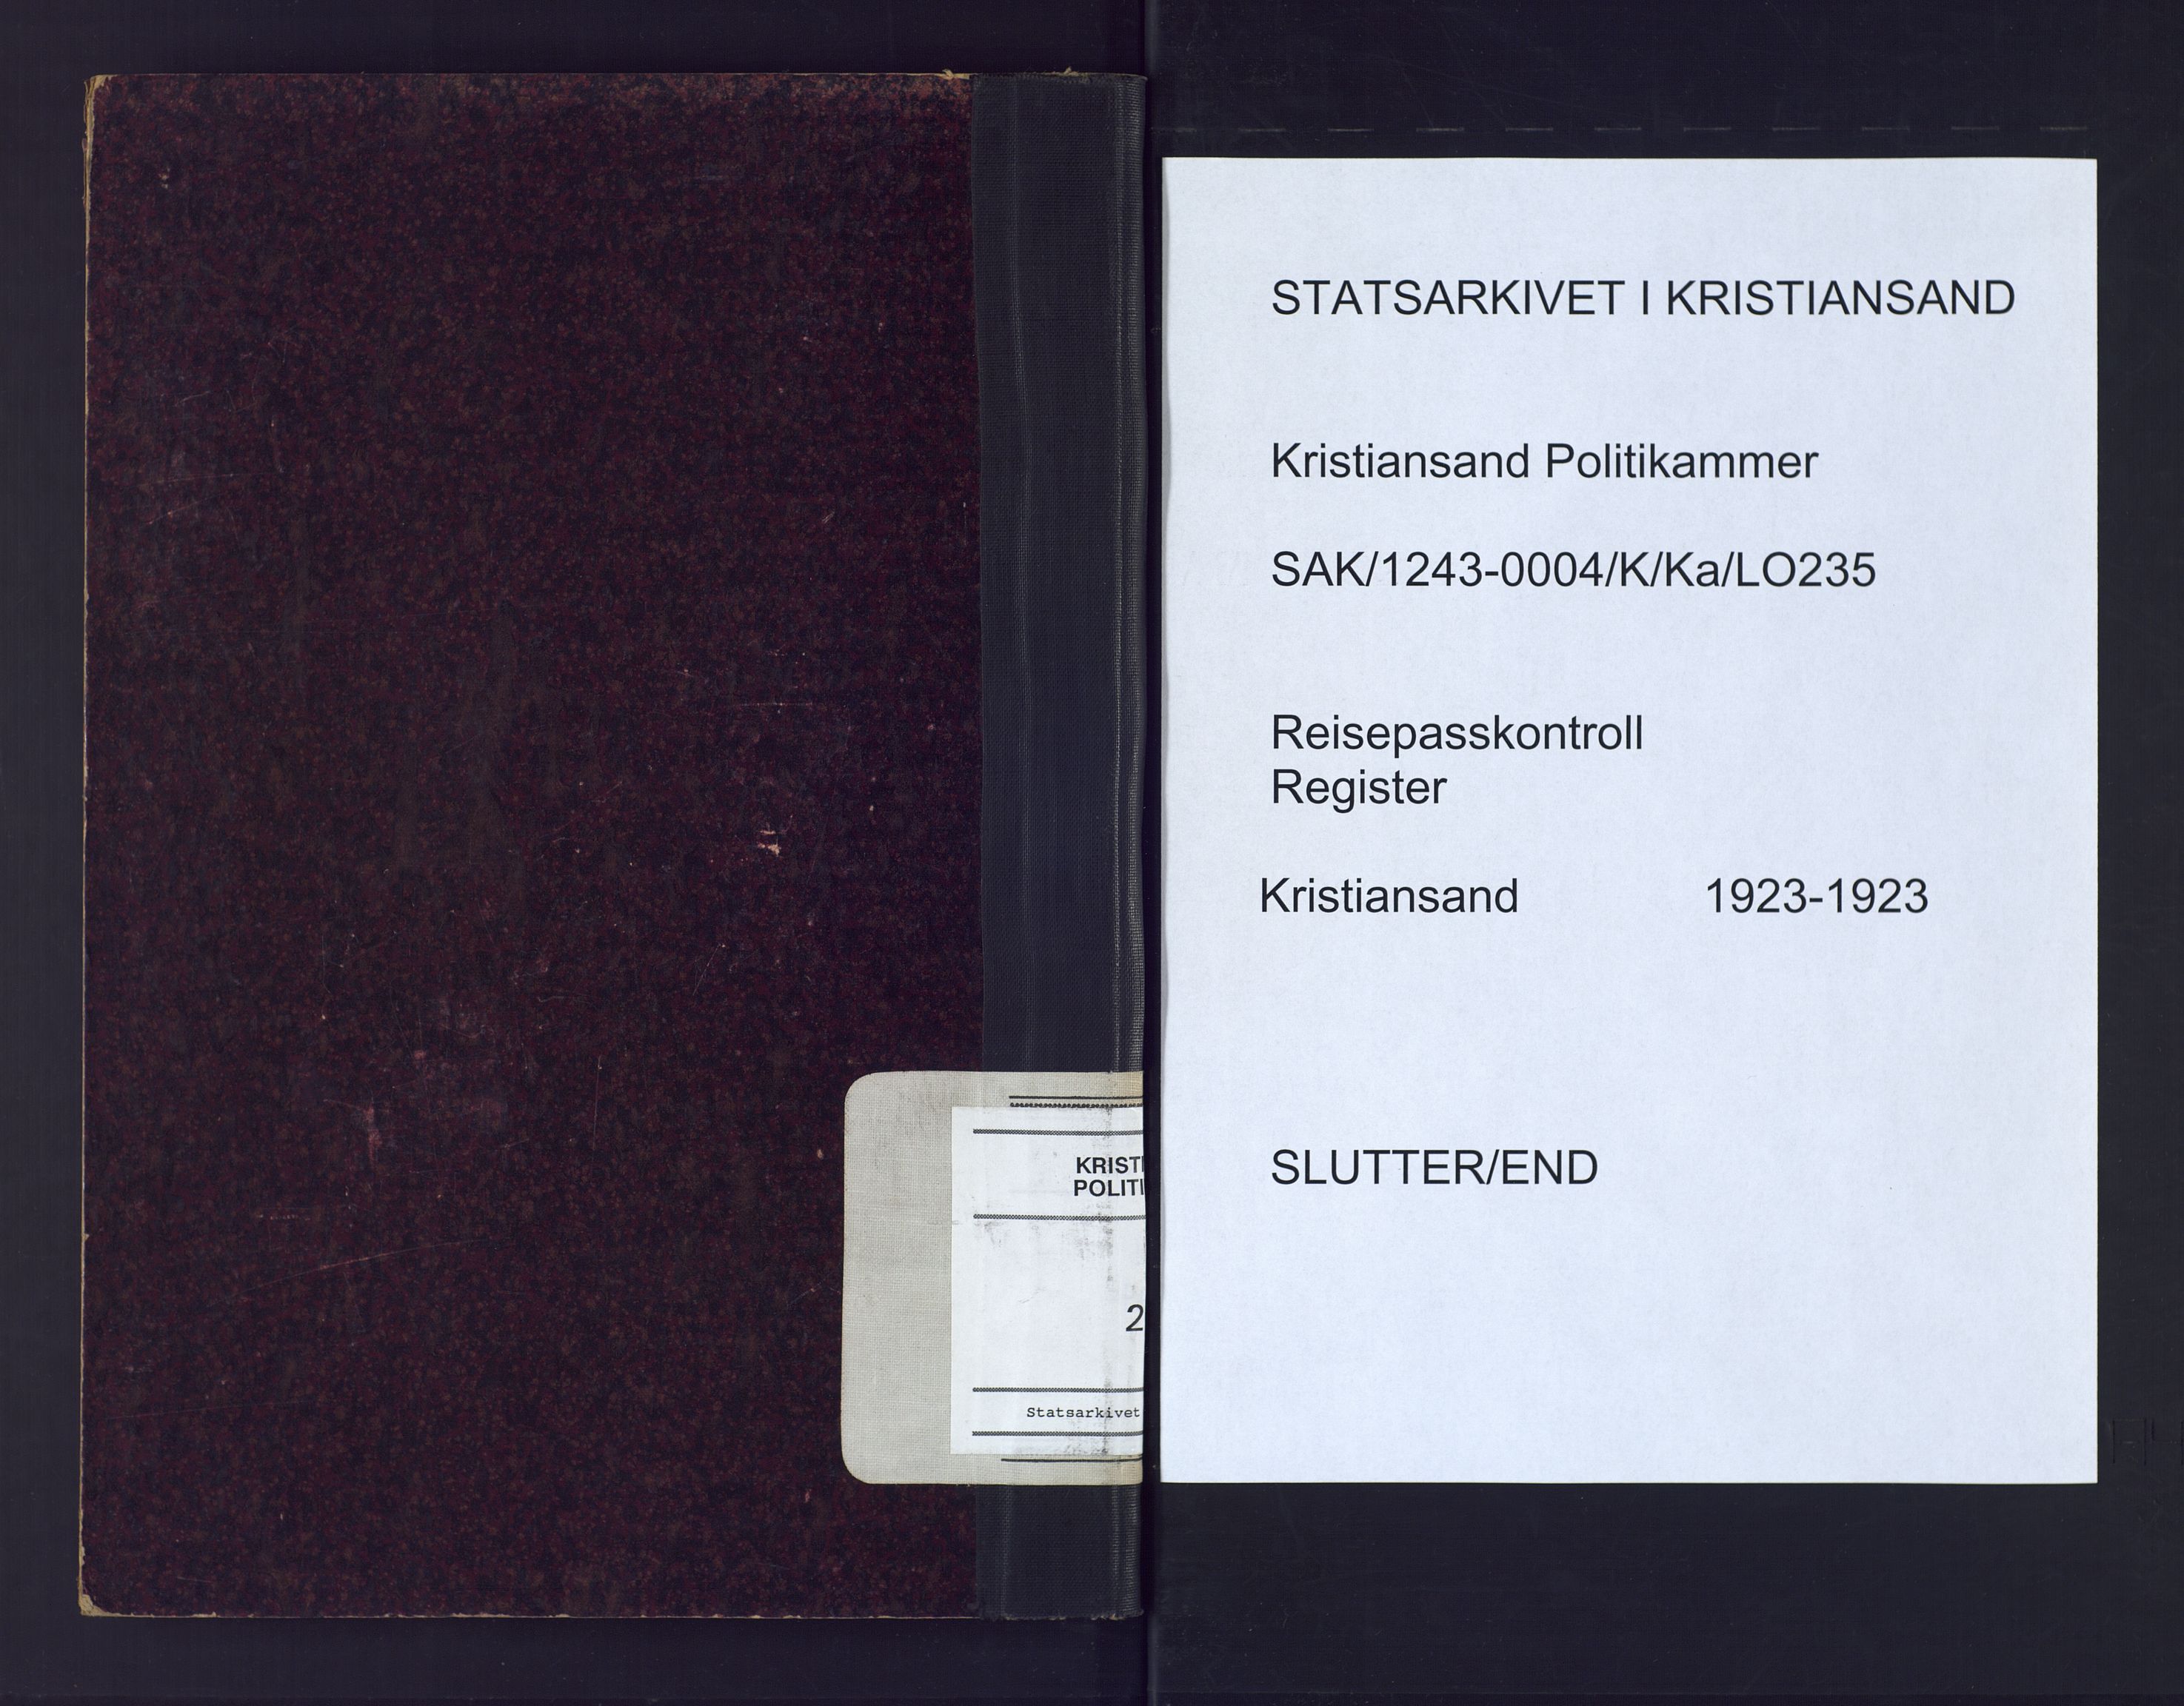 KRISTI
POLITI
2
Statsarkivet
STATSARKIVET I KRISTIANSAND
Kristiansand Politikammer
SAK/1243-0004/K/Ka/LO235
Reisepasskontroll
Register
Kristiansand 1923-1923
SLUTTER/END